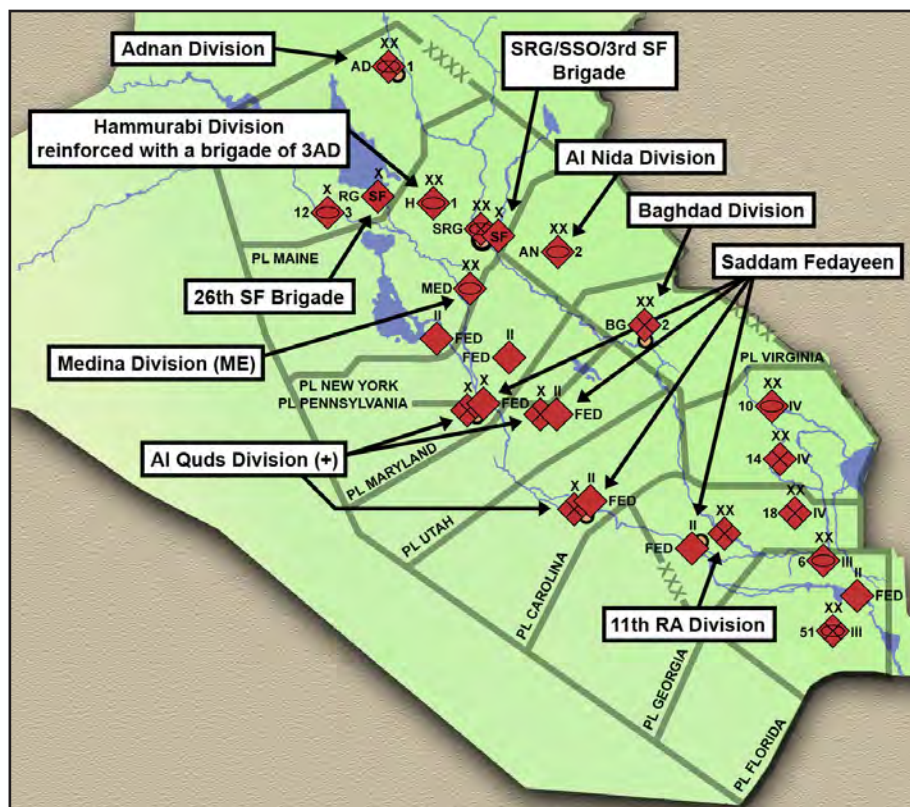 Adnan Division
XX
AD 1
XXXX
SRG/SSO/3rd SF
Brigade
Hammurabi Division
reinforced with a brigade of 3AD
Al Nida Division
X
12 3
X
RG SF
XX
H 1
XX
SRG
X
SF
XX
AN 2
Baghdad Division
Saddam Fedayeen
PL MAINE
26th SF Brigade
XX
MED
XX
BG 2
XXXX
Medina Division (ME)
II
FED
II
FED
PL VIRGINIA
PL NEW YORK
PL PENNSYLVANIA
X
X
FED
X
II
FED
XX
10 IV
Al Quds Division (+)
PL MARYLAND
XX
14 IV
PL UTAH
X
II
FED
XX
18 IV
PL CAROLINA
II
FED
XX
XX
6 III
XXX
II
FED
11th RA Division
XX
51 III
PL GEORGIA
PL FLORIDA